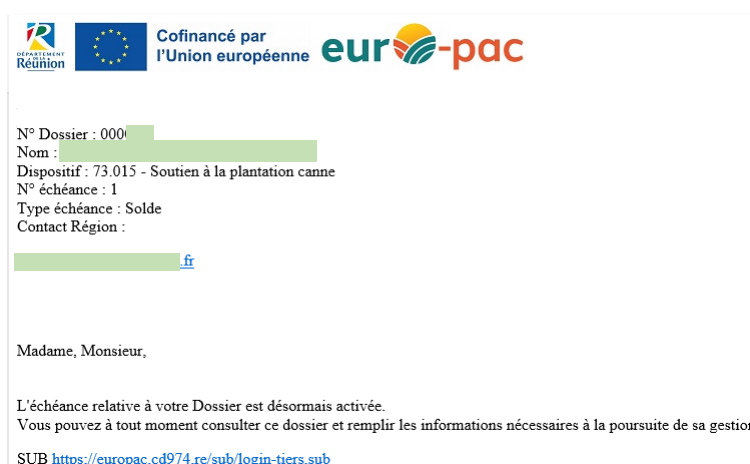 DÉPARTEMENT
DE LA
Réunion
Cofinancé par
l'Union européenne
euro-pac
N° Dossier : 000
Nom :
Dispositif : 73.015 - Soutien à la plantation canne
N° échéance : 1
Type échéance : Solde
Contact Région :
.fr
Madame, Monsieur,
L'échéance relative à votre Dossier est désormais activée.
Vous pouvez à tout moment consulter ce dossier et remplir les informations nécessaires à la poursuite de sa gestion
SUB https://europac.cd974.re/sub/login-tiers.sub